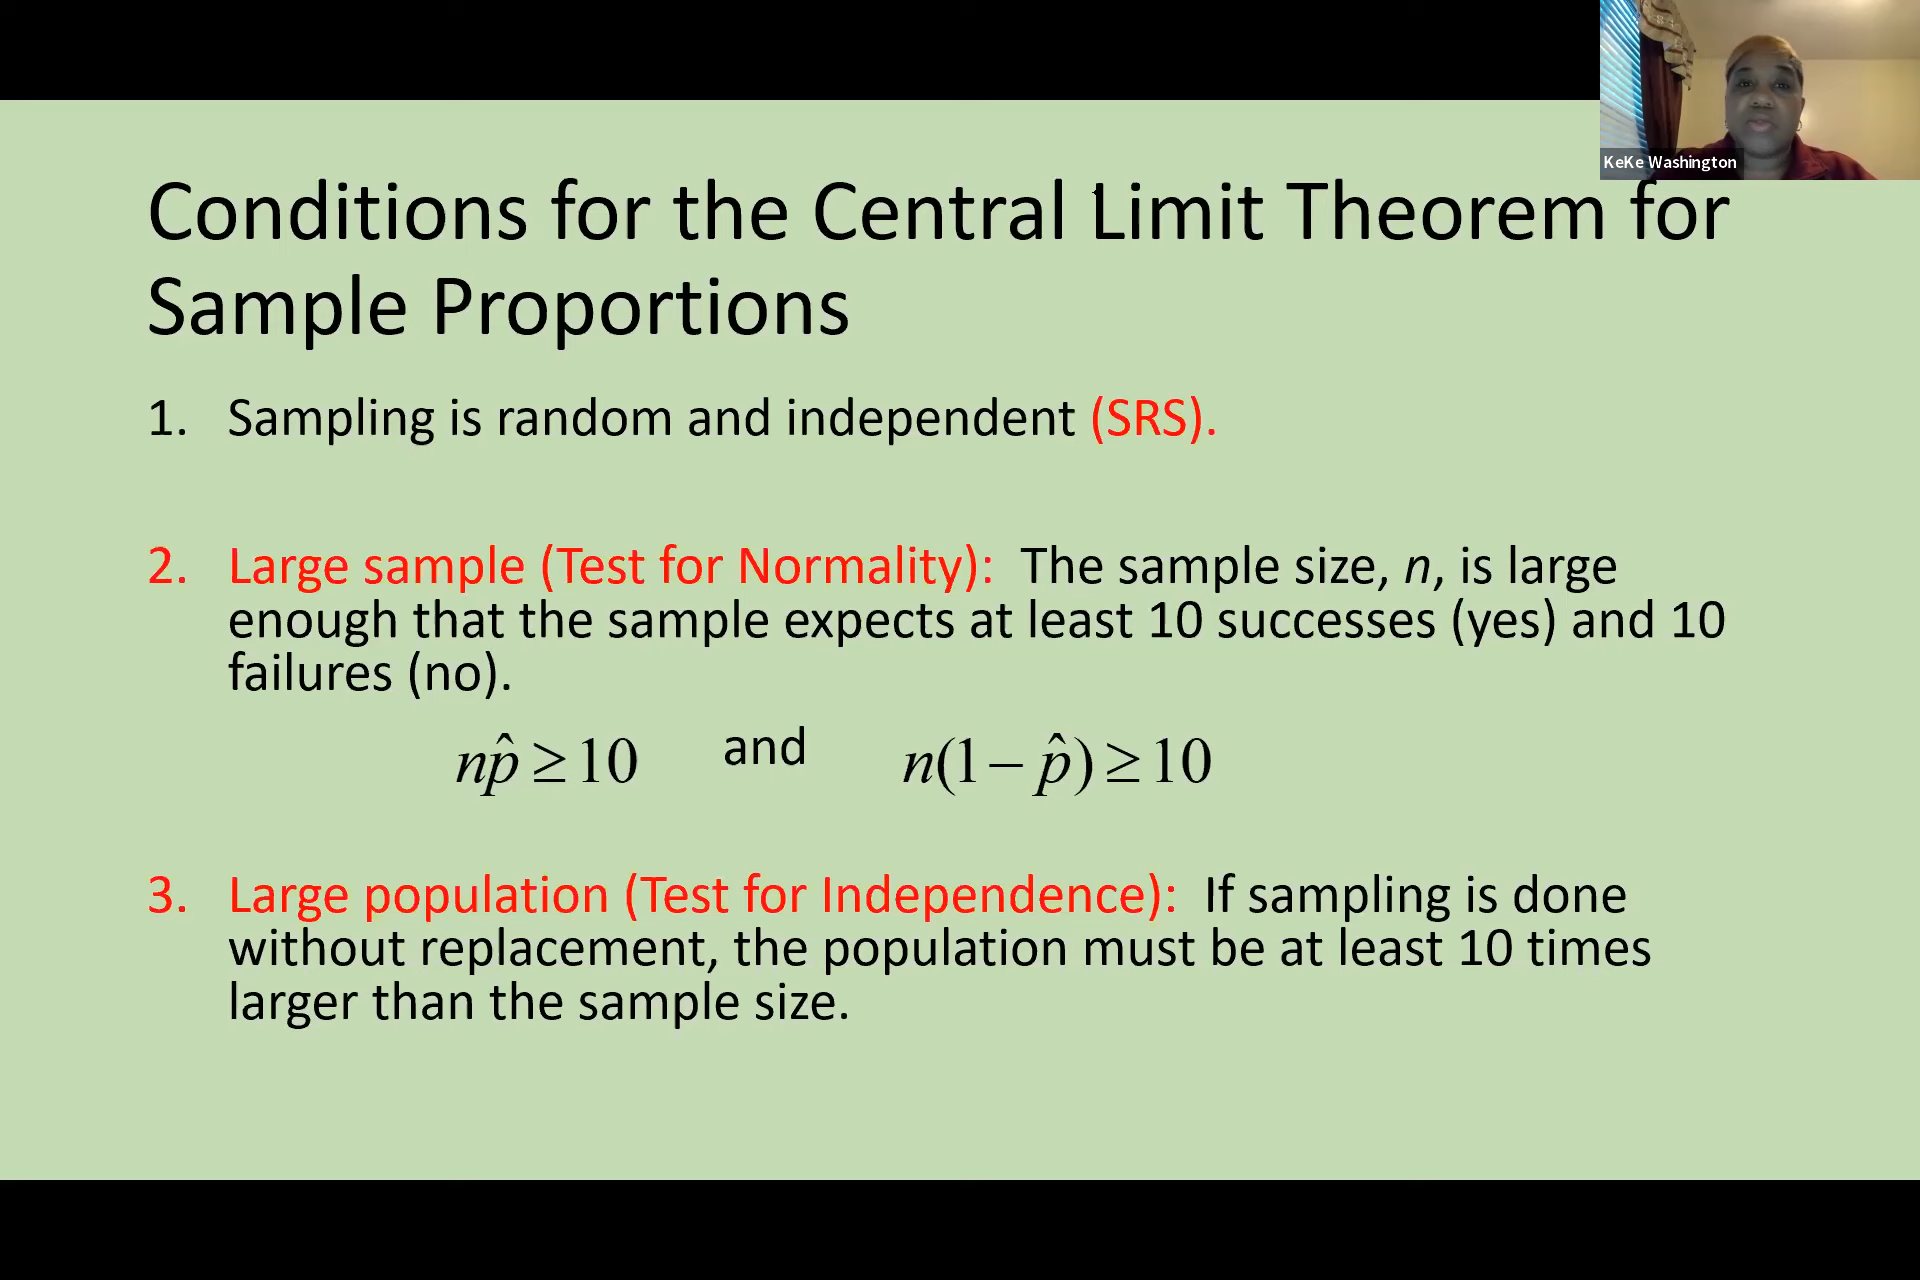 KeKe Washington
Conditions for the Central Limit Theorem for
Sample Proportions
1. Sampling is random and independent (SRS).
2. Large sample (Test for Normality): The sample size, n, is large
enough that the sample expects at least 10 successes (yes) and 10
failures (no).
np̂ ≥ 10 and n(1 − p̂) ≥ 10
3. Large population (Test for Independence): If sampling is done
without replacement, the population must be at least 10 times
larger than the sample size.